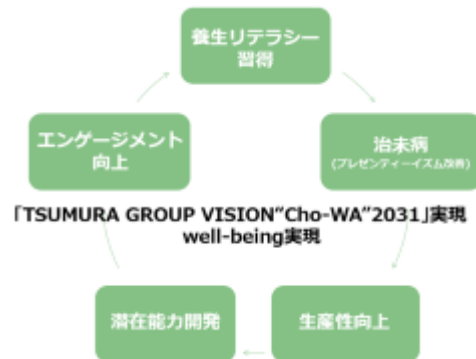 養生リテラシー
習得
治未病
(プレゼンティーイズム改善)
生産性向上
潜在能力開発
エンゲージメント
向上
「TSUMURA GROUP VISION"Cho-WA"2031」実現
well-being実現